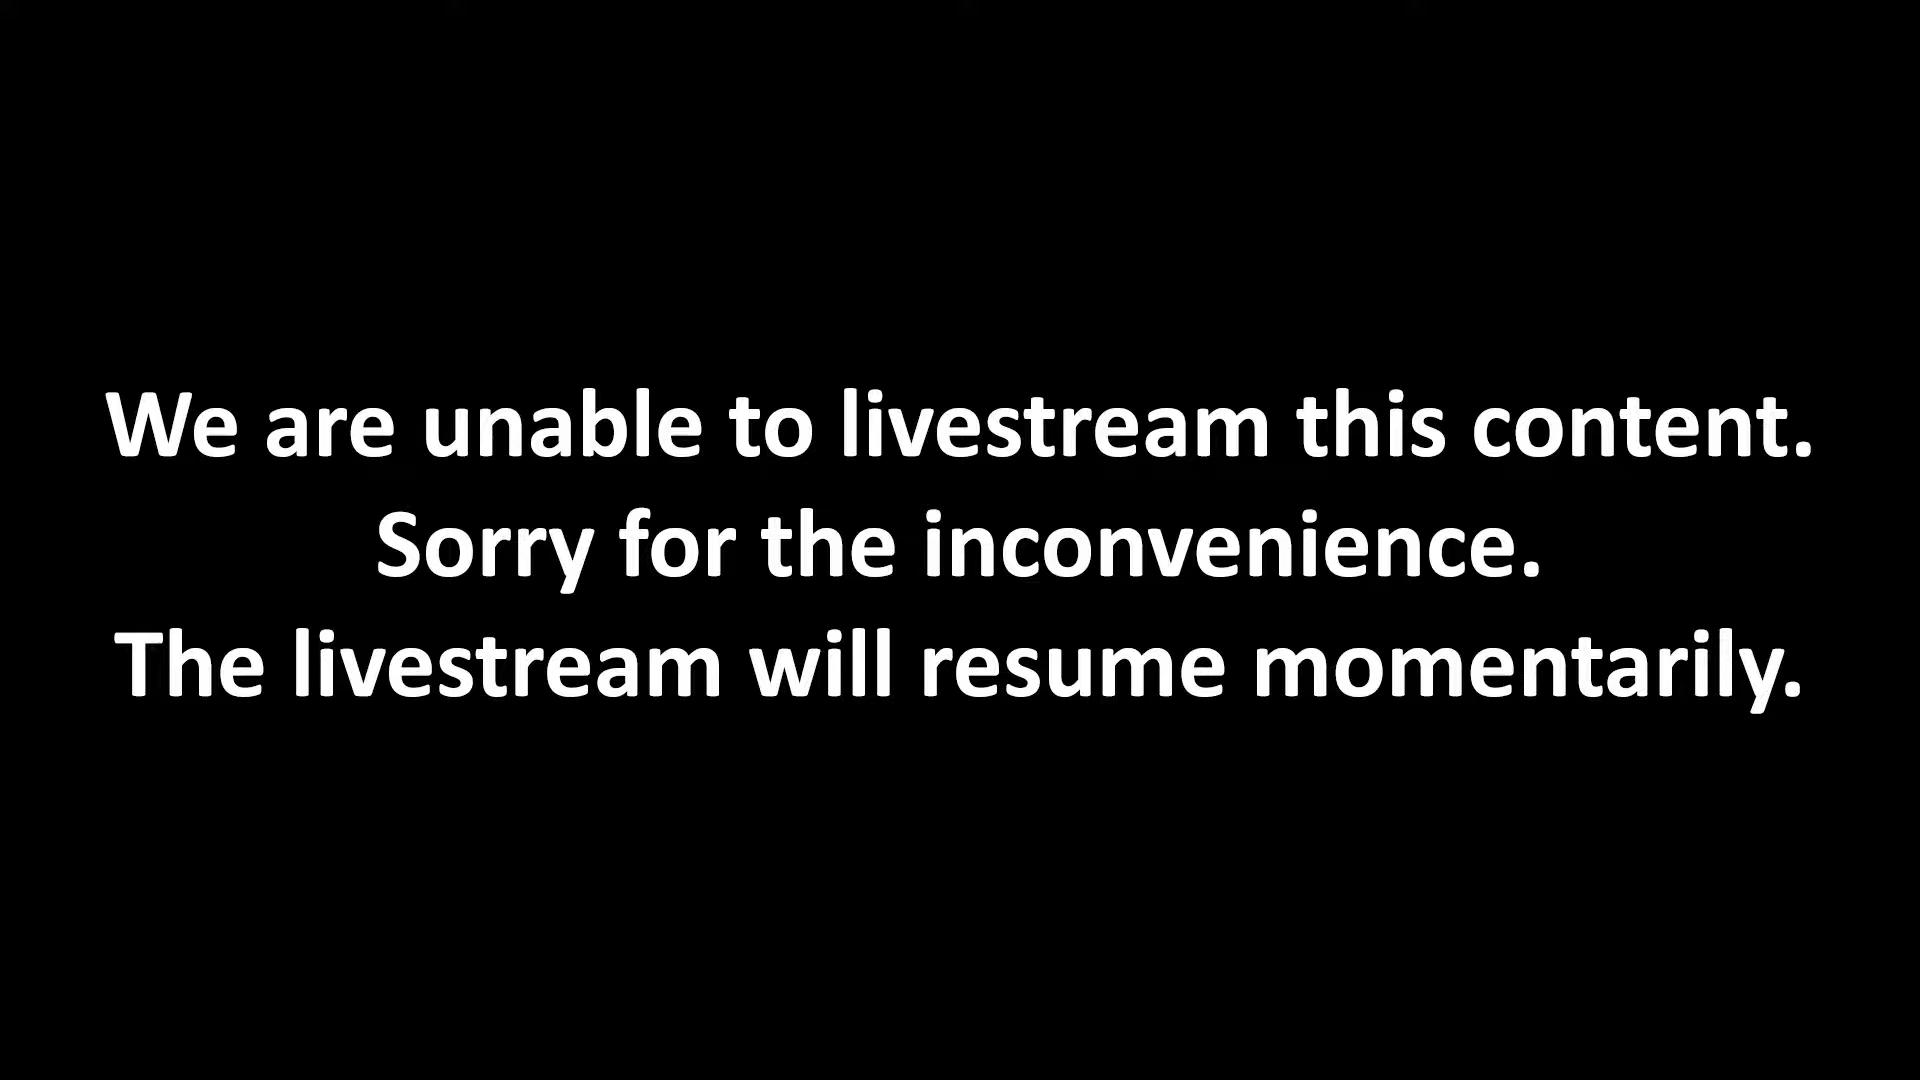 We are unable to livestream this content.
Sorry for the inconvenience.
The livestream will resume momentarily.